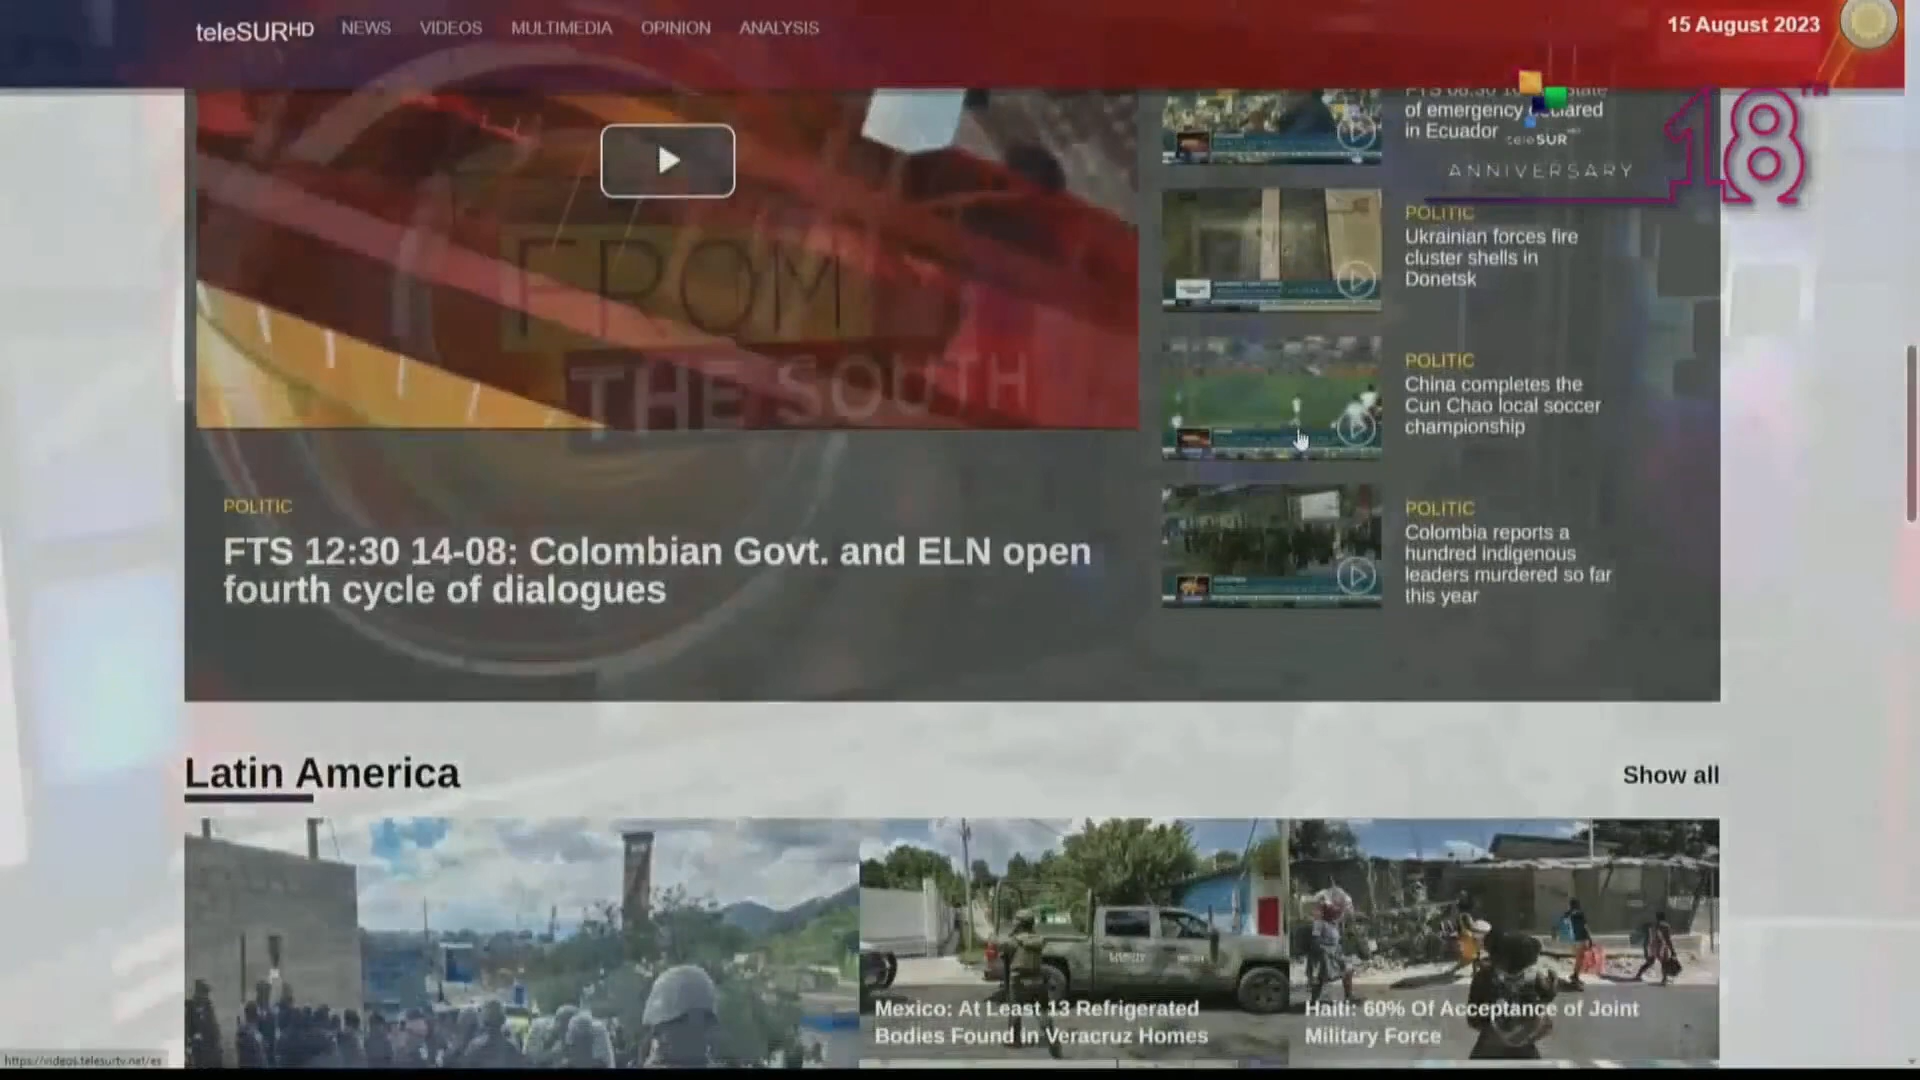 teleSURHD
NEWS
VIDEOS
MULTIMEDIA
OPINION
ANALYSIS
15 August 2023
of emergency declared
in Ecuador
teleSUR
ANNIVERSARY
18TH
POLITIC
Ukrainian forces fire
cluster shells in
Donetsk
FROM
THE SOUTH
POLITIC
China completes the
Cun Chao local soccer
championship
POLITIC
FTS 12:30 14-08: Colombian Govt. and ELN open
fourth cycle of dialogues
POLITIC
Colombia reports a
hundred indigenous
leaders murdered so far
this year
Latin America
Show all
Mexico: At Least 13 Refrigerated
Bodies Found in Veracruz Homes
Haiti: 60% Of Acceptance of Joint
Military Force
https://videos.telesurtv.net/es